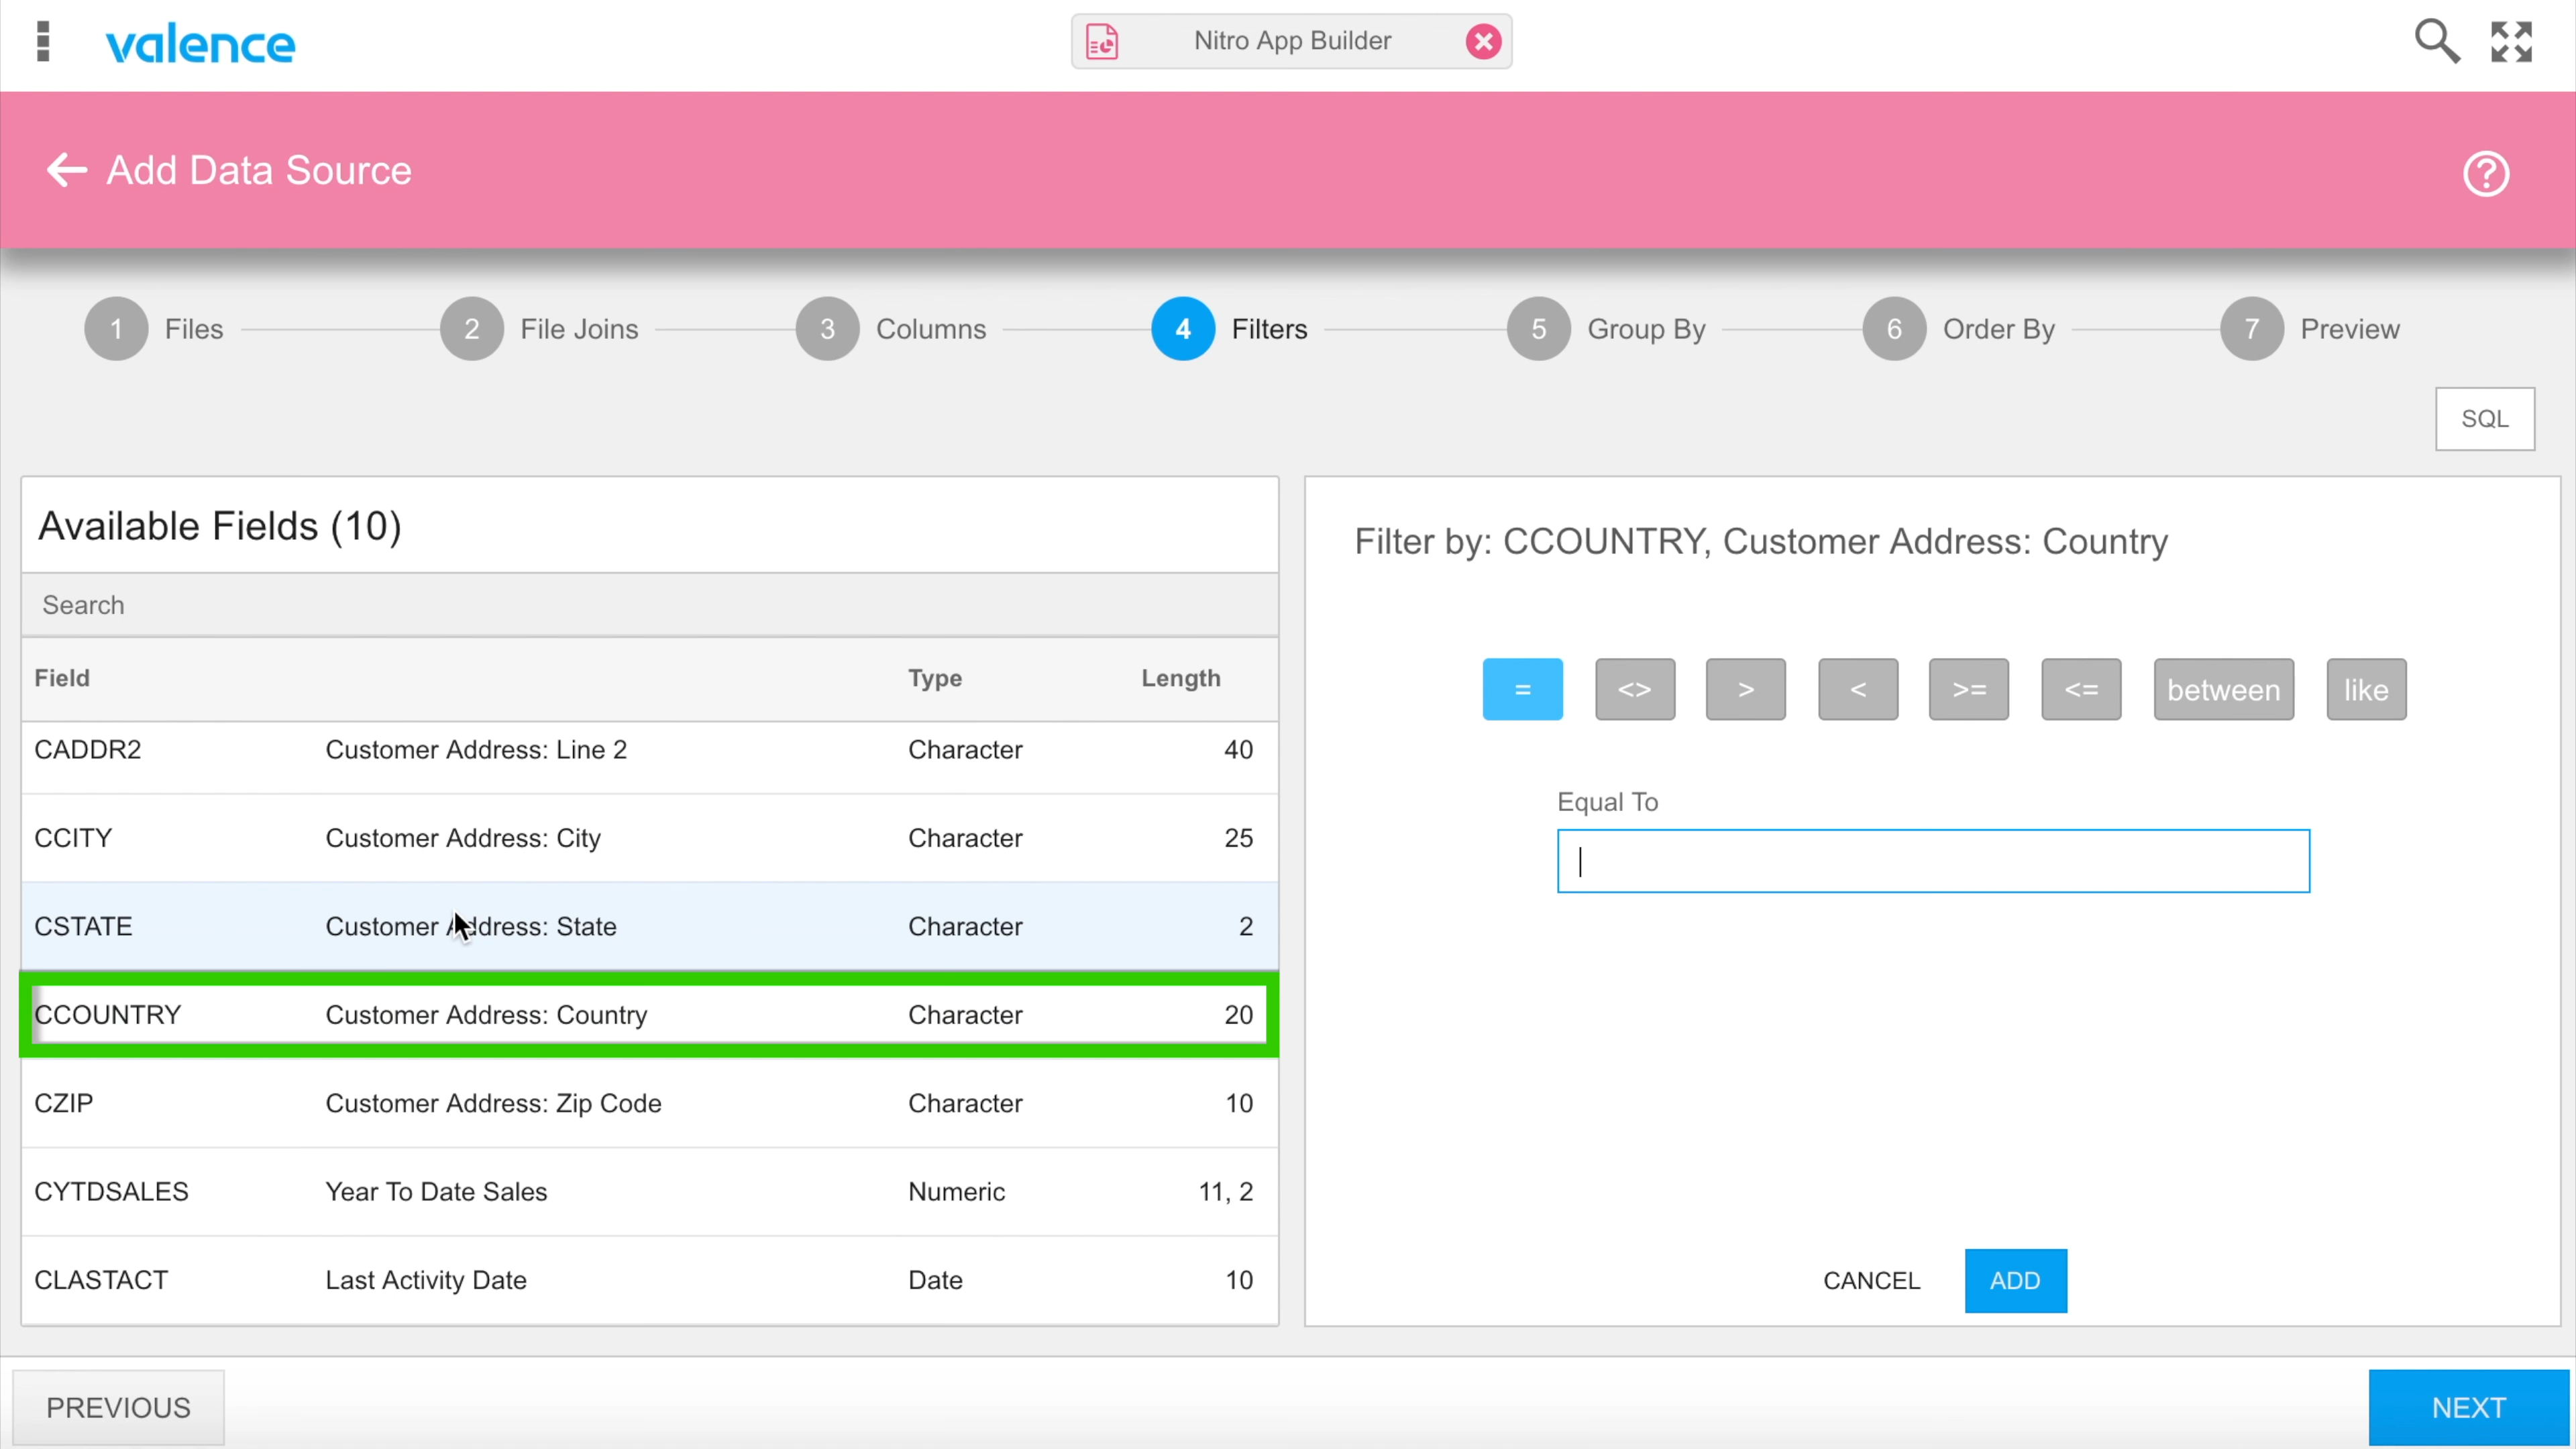 valence
Nitro App Builder
Add Data Source
1 Files 2 File Joins 3 Columns 4 Filters 5 Group By 6 Order By 7 Preview
SQL
Available Fields (10)
Search
Field Type Length
CADDR2 Customer Address: Line 2 Character 40
CCITY Customer Address: City Character 25
CSTATE Customer Address: State Character 2
CCOUNTRY Customer Address: Country Character 20
CZIP Customer Address: Zip Code Character 10
CYTDSALES Year To Date Sales Numeric 11, 2
CLASTACT Last Activity Date Date 10
Filter by: CCOUNTRY, Customer Address: Country
= <> > < >= <= between like
Equal To
CANCEL ADD
PREVIOUS NEXT